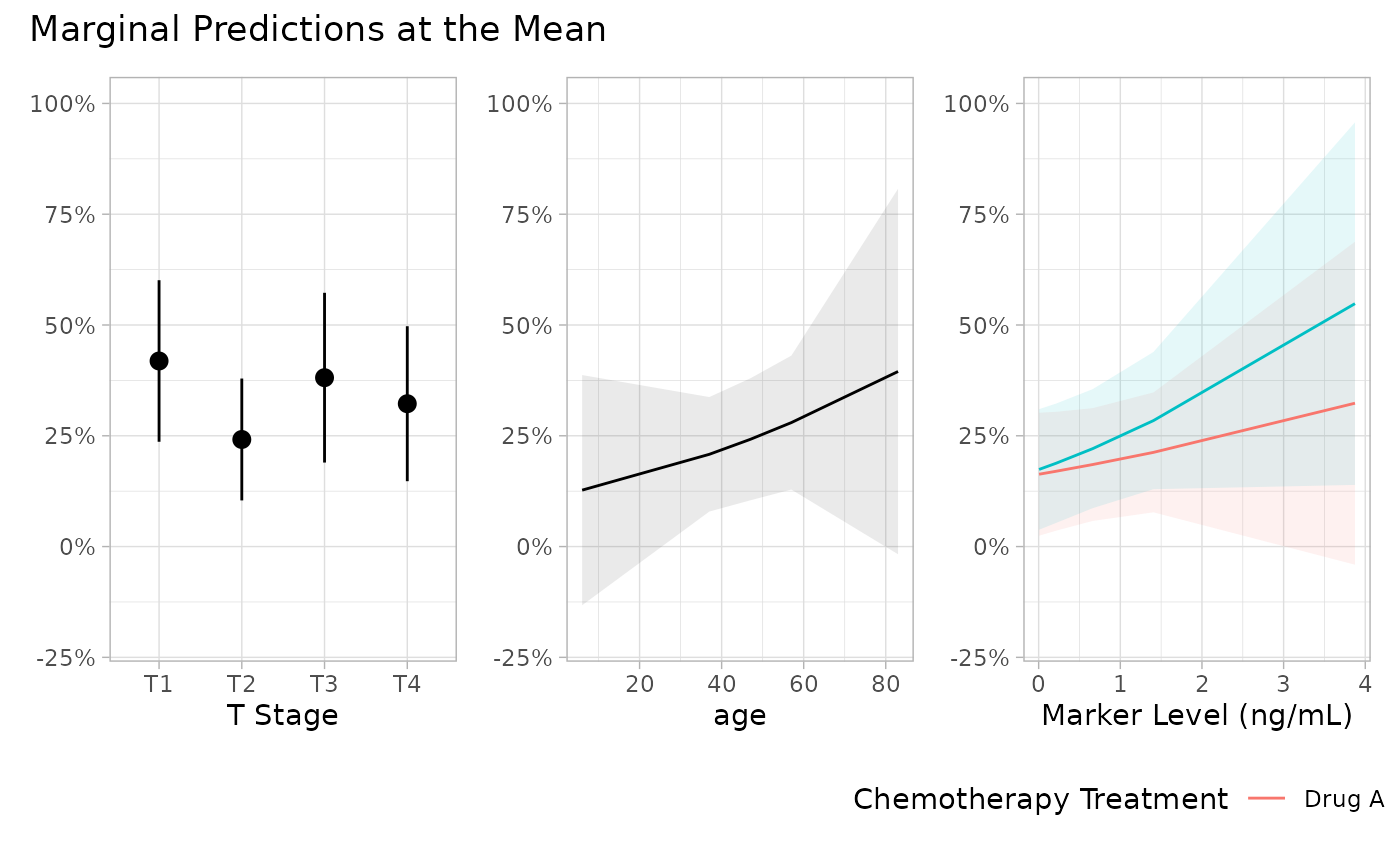 Marginal Predictions at the Mean
100%
75%
50%
25%
0%
-25%
T1 T2 T3 T4
T Stage
100%
75%
50%
25%
0%
-25%
20 40 60 80
age
100%
75%
50%
25%
0%
-25%
0 1 2 3 4
Marker Level (ng/mL)
Chemotherapy Treatment Drug A